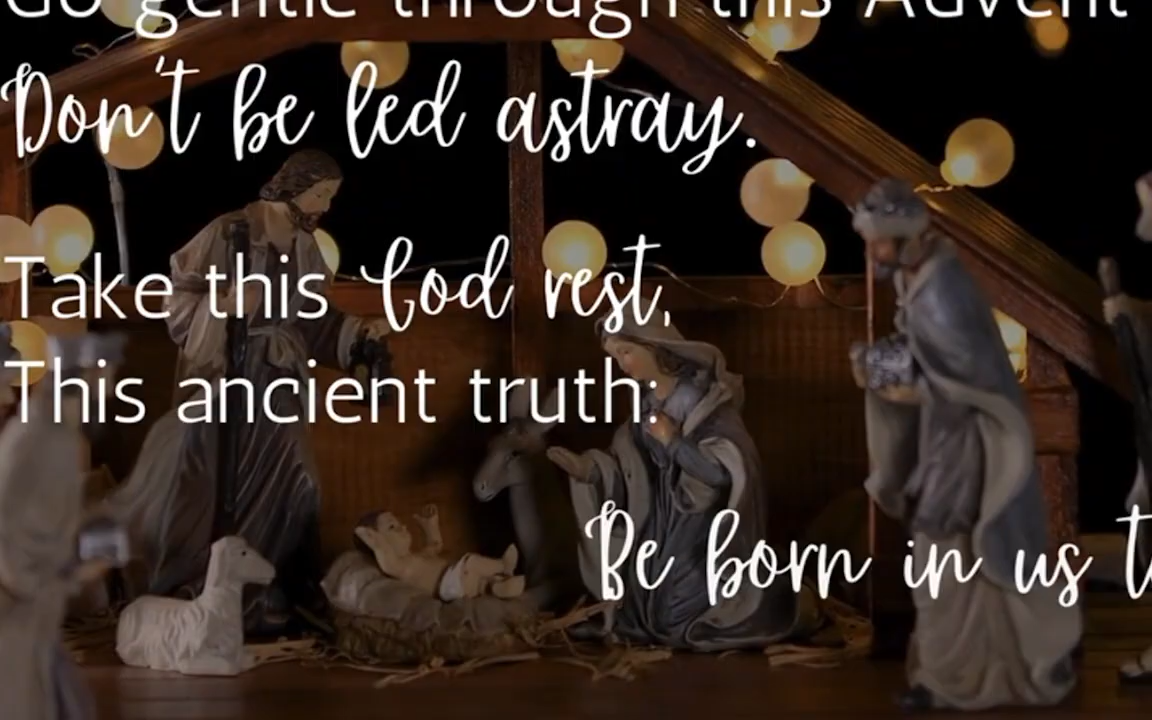 Go gentle through this Advent
Don't be led astray.
Take this God rest,
This ancient truth:
Be born in us